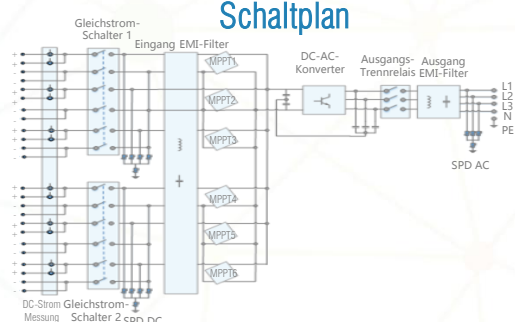 Schaltplan
Gleichstrom-
Schalter 1
Eingang EMI-Filter
DC-AC-
Konverter
Ausgangs-
Trennrelais
Ausgang
EMI-Filter
MPPT1
MPPT2
MPPT3
MPPT4
MPPT5
MPPT6
L1
L2
L3
N
PE
SPD AC
DC-Strom
Messung
Gleichstrom-
Schalter 2
SPD DC